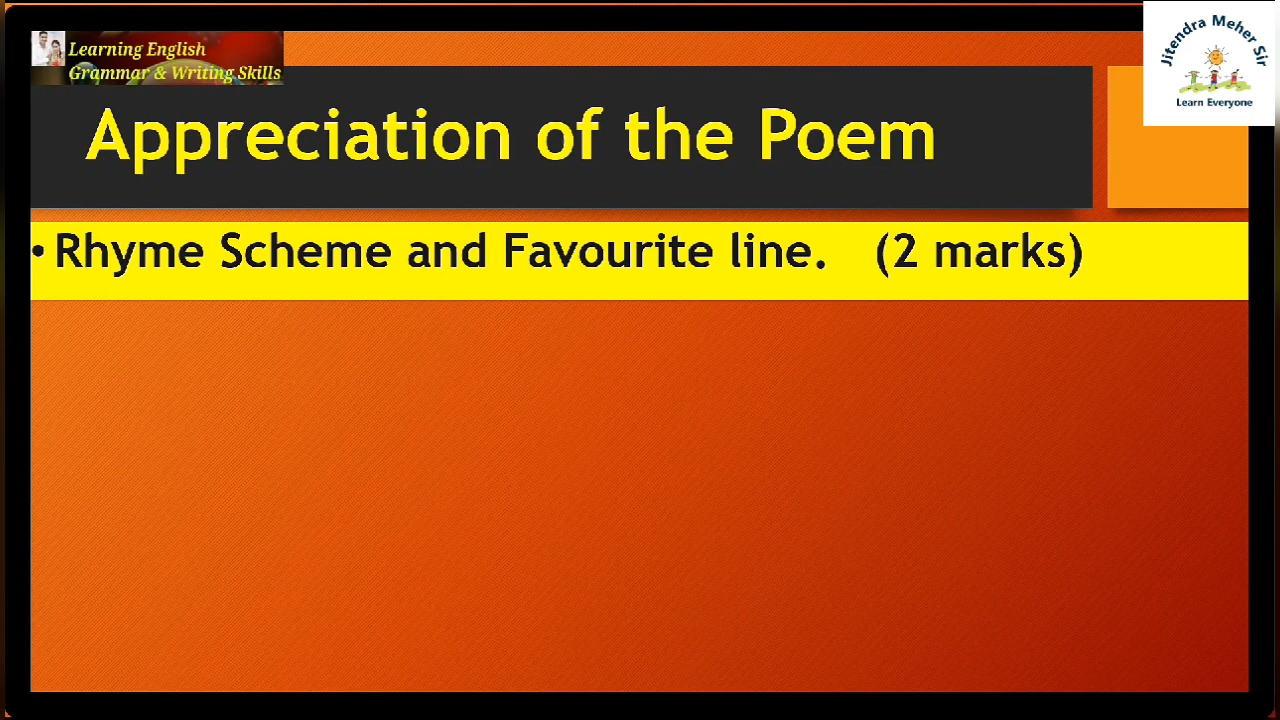 Learning English
Grammar & Writing Skills
Jitendra Meher Sir
Learn Everyone
Appreciation of the Poem
• Rhyme Scheme and Favourite line. (2 marks)